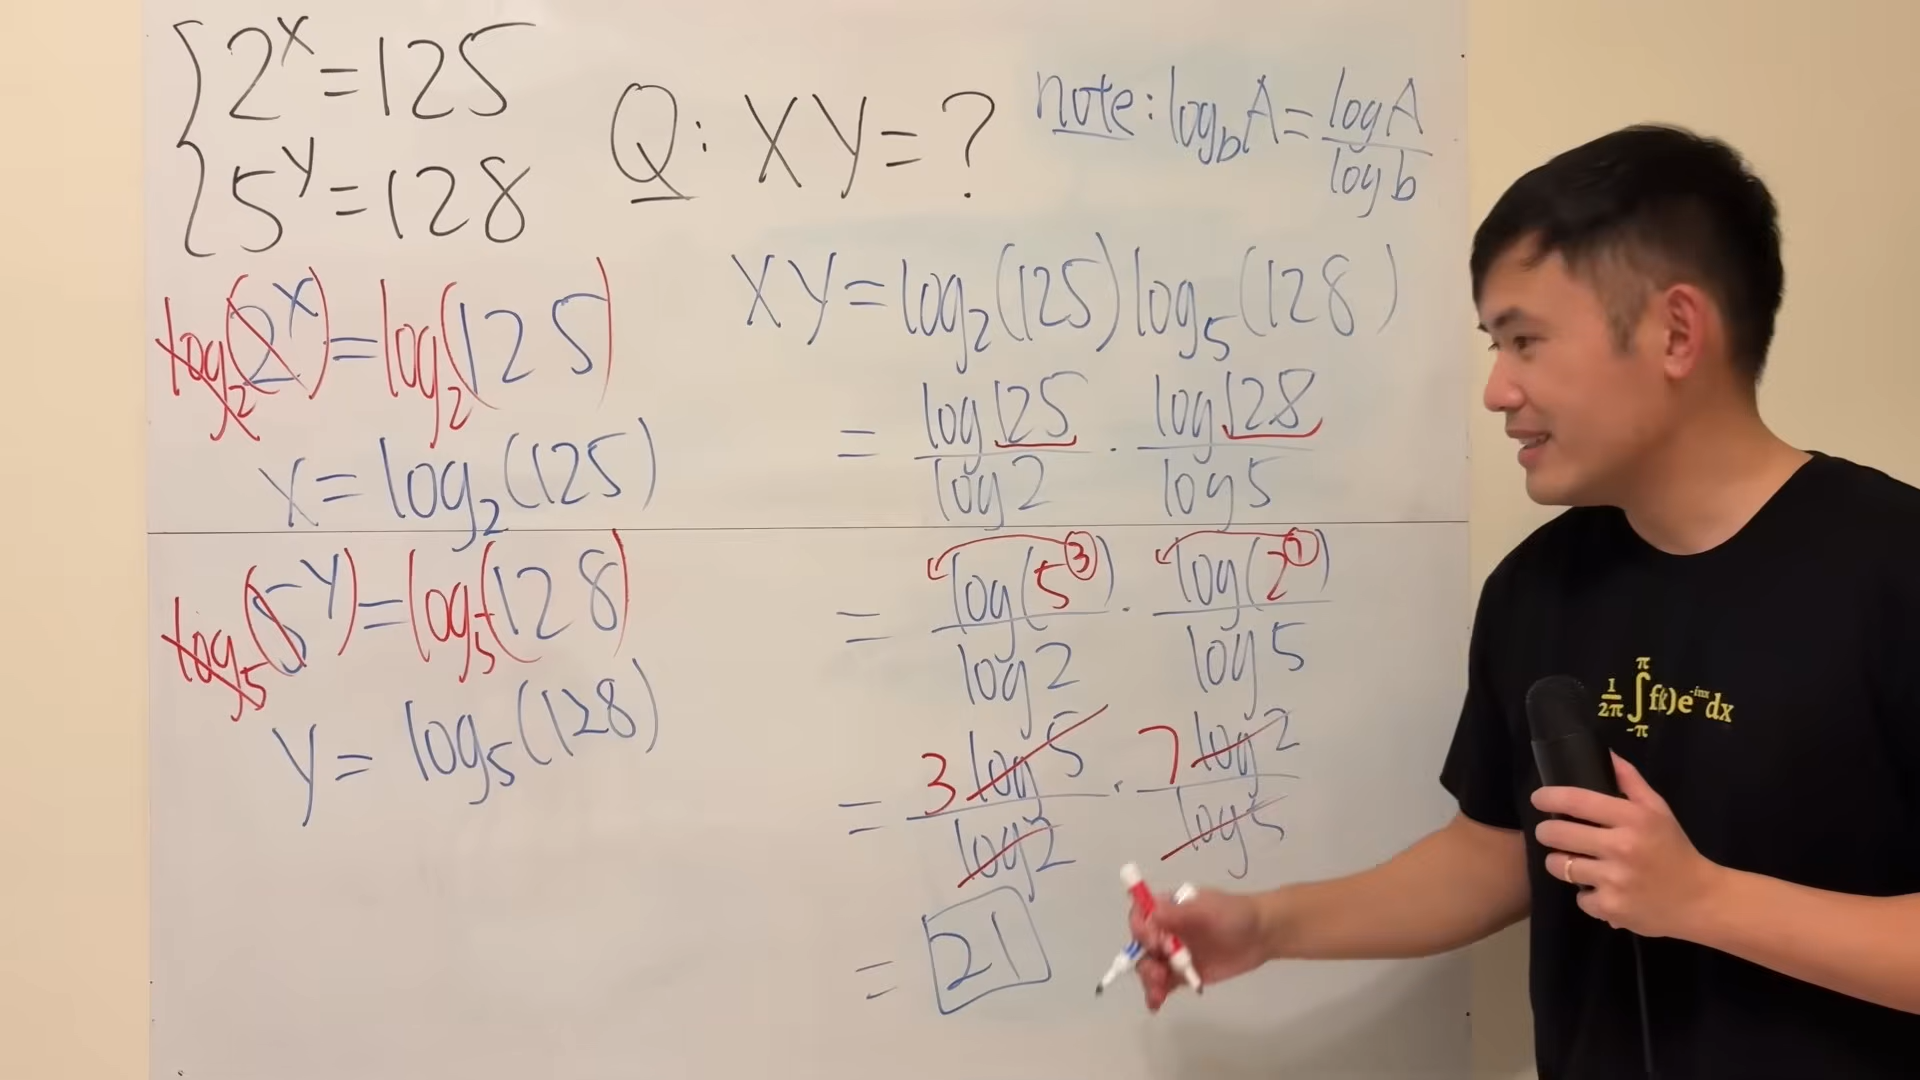 2^x = 125
5^y = 128
Q: XY = ?
note: log_b A = log A / log b
log_2(2^x) = log_2(125)
x = log_2(125)
log_5(5^y) = log_5(128)
y = log_5(128)
XY = log_2(125) log_5(128)
= log 125 / log 2 · log 128 / log 5
= log(5^3) / log 2 · log(2^7) / log 5
= 3 log 5 / log 2 · 7 log 2 / log 5
= 21
1/2π ∫_-π^π f(x)e^-inx dx